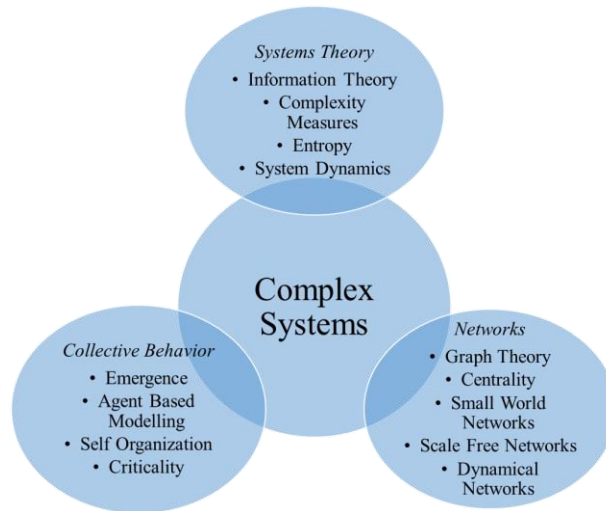 Systems Theory
• Information Theory
• Complexity
Measures
• Entropy
• System Dynamics
Complex
Systems
Collective Behavior
• Emergence
• Agent Based
Modelling
• Self Organization
• Criticality
Networks
• Graph Theory
• Centrality
• Small World
Networks
• Scale Free Networks
• Dynamical
Networks